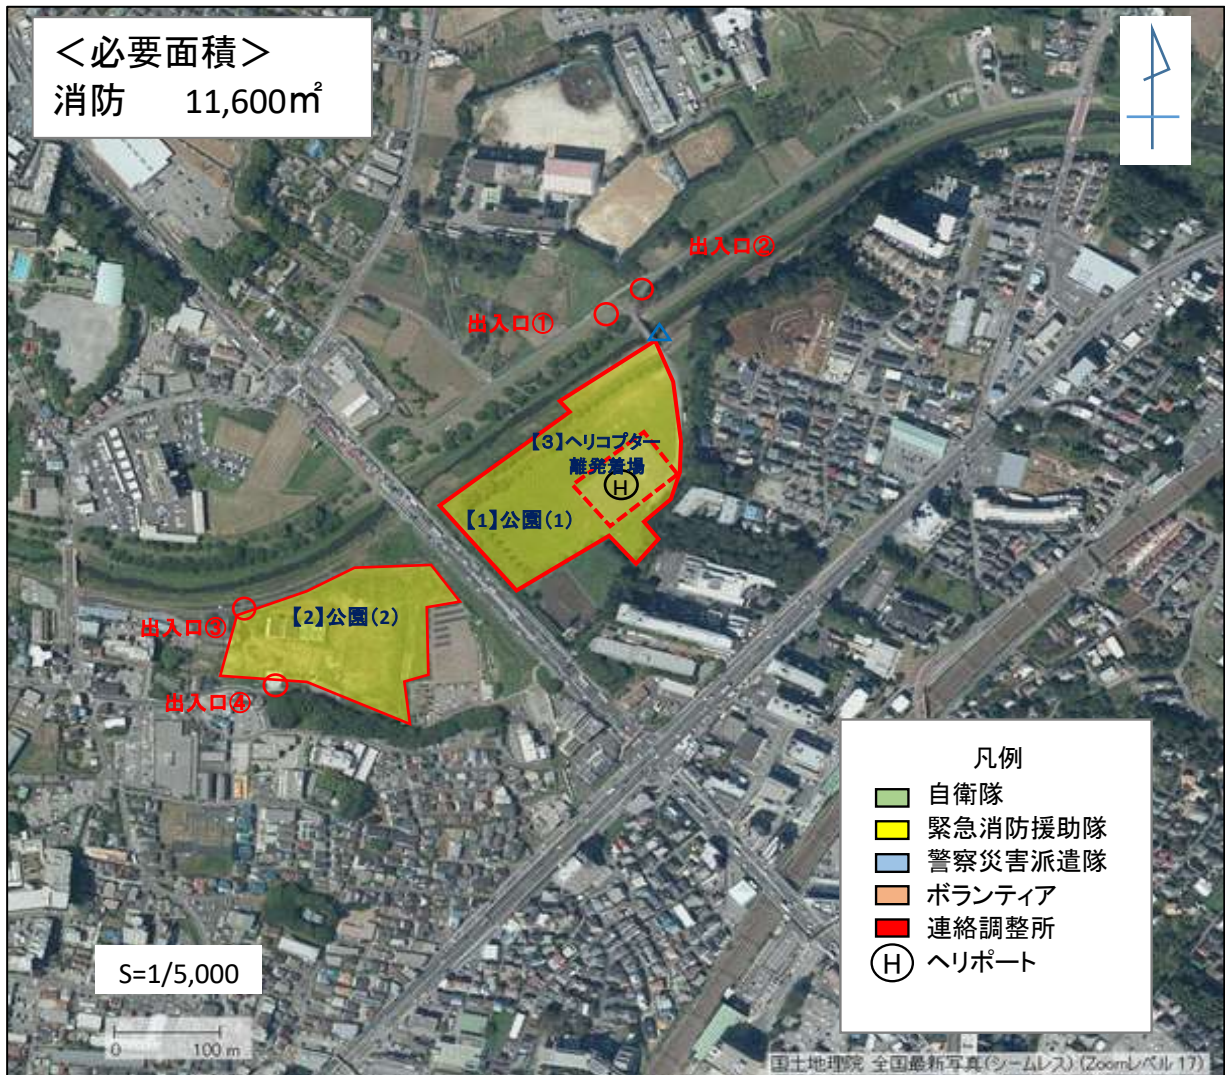 ＜必要面積＞
消防 11,600㎡
出入口②
出入口①
【3】ヘリコプター
離発着場
H
【1】公園(1)
【2】公園(2)
出入口③
出入口④
凡例
自衛隊
緊急消防援助隊
警察災害派遣隊
ボランティア
連絡調整所
H ヘリポート
S=1/5,000
0 100 m
国土地理院 全国最新写真(シームレス) (Zoomレベル 17)